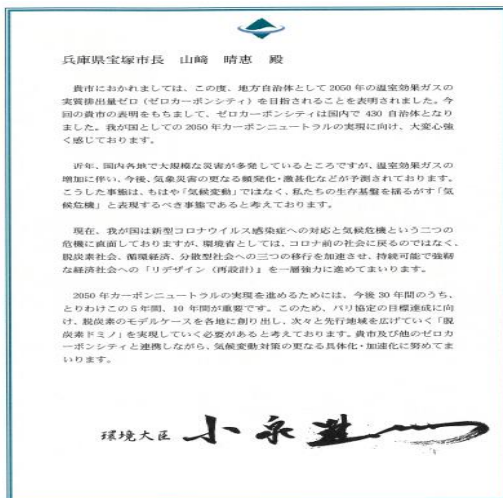 兵庫県宝塚市長　山﨑　晴恵　殿
貴市におかれましては、この度、地方自治体として2050年の温室効果ガスの
実質排出量ゼロ（ゼロカーボンシティ）を目指されることを表明されました。今
回の貴市の表明をもちまして、ゼロカーボンシティは国内で430自治体となり
ました。我が国としての2050年カーボンニュートラルの実現に向け、大変心強
く感じております。
近年、国内各地で大規模な災害が多発しているところですが、温室効果ガスの
増加に伴い、今後、気象災害の更なる頻発化・激甚化などが予測されております。
こうした事態は、もはや「気候変動」ではなく、私たちの生存基盤を揺るがす「気
候危機」と表現するべき事態であると考えております。
現在、我が国は新型コロナウイルス感染症への対応と気候危機という二つの
危機に直面しておりますが、環境省としては、コロナ前の社会に戻るのではなく、
脱炭素社会、循環経済、分散型社会への三つの移行を加速させ、持続可能で強靱
な経済社会への「リデザイン（再設計）」を一層強力に進めてまいります。
2050年カーボンニュートラルの実現を進めるためには、今後30年間のうち、
とりわけこの5年間、10年間が重要です。このため、パリ協定の目標達成に向
け、脱炭素のモデルケースを各地に創り出し、次々と先行地域を広げていく「脱
炭素ドミノ」を実現していく必要があると考えております。貴市及び他のゼロカ
ーボンシティと連携しながら、気候変動対策の更なる具体化・加速化に努めてま
いります。
環境大臣　小泉進一郎